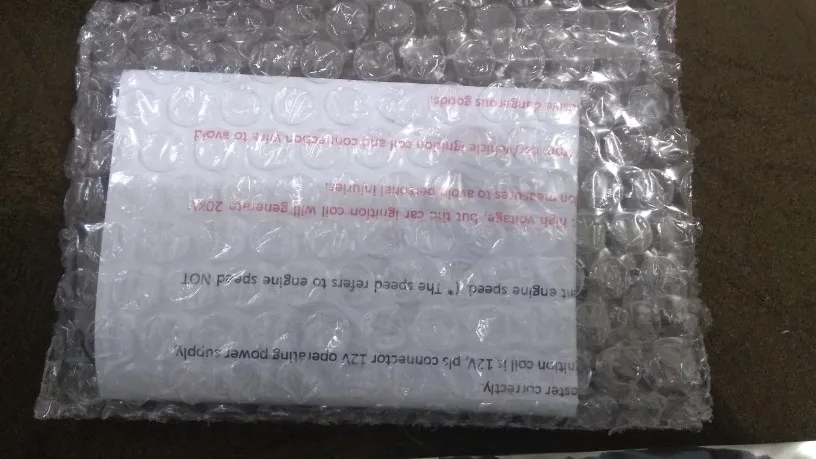 ester correctly.
nition coil is 12V, pls connector 12V operating power supply.
ent engine speed. (* The speed refers to engine speed NOT
high voltage, but the car ignition coil will generate 20K
on measures to avoid personal injuries.
vehicle ignition coil and connection wire to avoid
dangtrous goods.